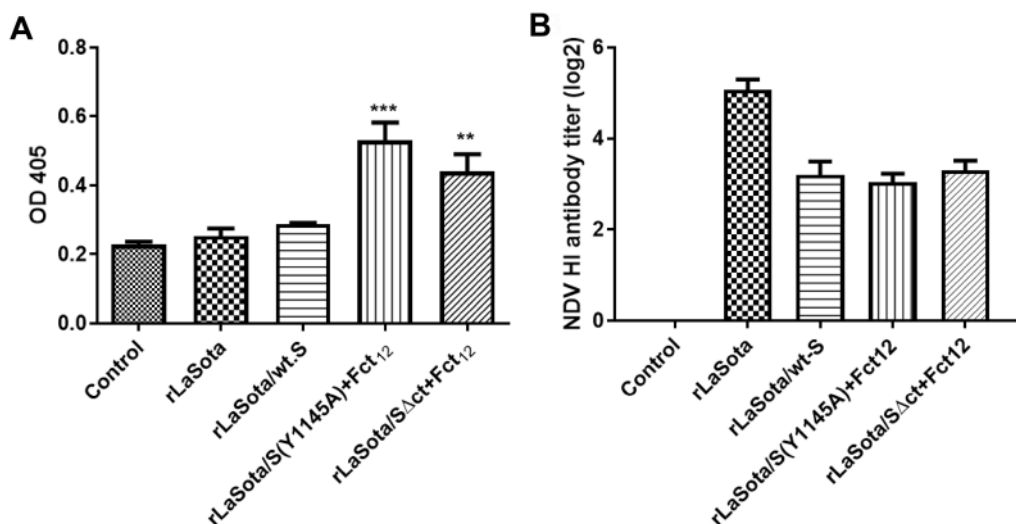 A
OD 405
0.8
0.6
0.4
0.2
0.0
***
**
Control
rLaSota
rLaSota/wt.S
rLaSota/S(Y1145A)+Fct₁₂
rLaSota/SΔct+Fct₁₂
B
NDV HI antibody titer (log2)
6
4
2
0
rLaSota
rLaSota/wt-S
rLaSota/S(Y1145A)+Fct12
rLaSota/SΔct+Fct12
Control